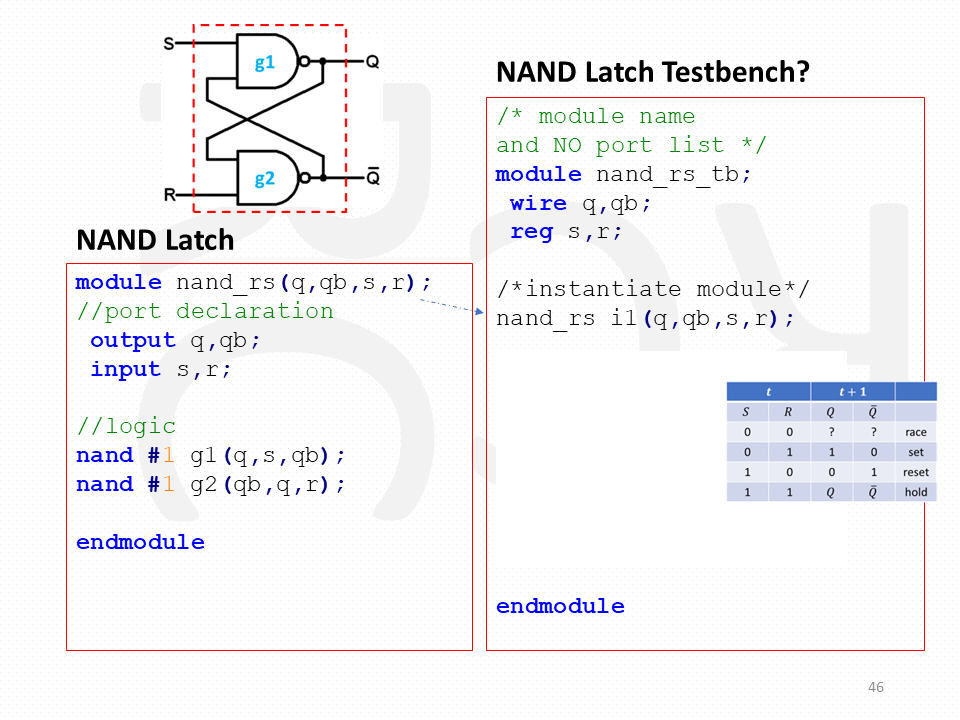 S
g1
Q
g2
R
Q̅
NAND Latch
module nand_rs(q,qb,s,r);
//port declaration
output q,qb;
input s,r;
//logic
nand #1 g1(q,s,qb);
nand #1 g2(qb,q,r);
endmodule
NAND Latch Testbench?
/* module name
and NO port list */
module nand_rs_tb;
wire q,qb;
reg s,r;
/*instantiate module*/
nand_rs i1(q,qb,s,r);
t t + 1
S R Q Q̅
0 0 ? ? race
0 1 1 0 set
1 0 0 1 reset
1 1 Q Q̅ hold
endmodule
46